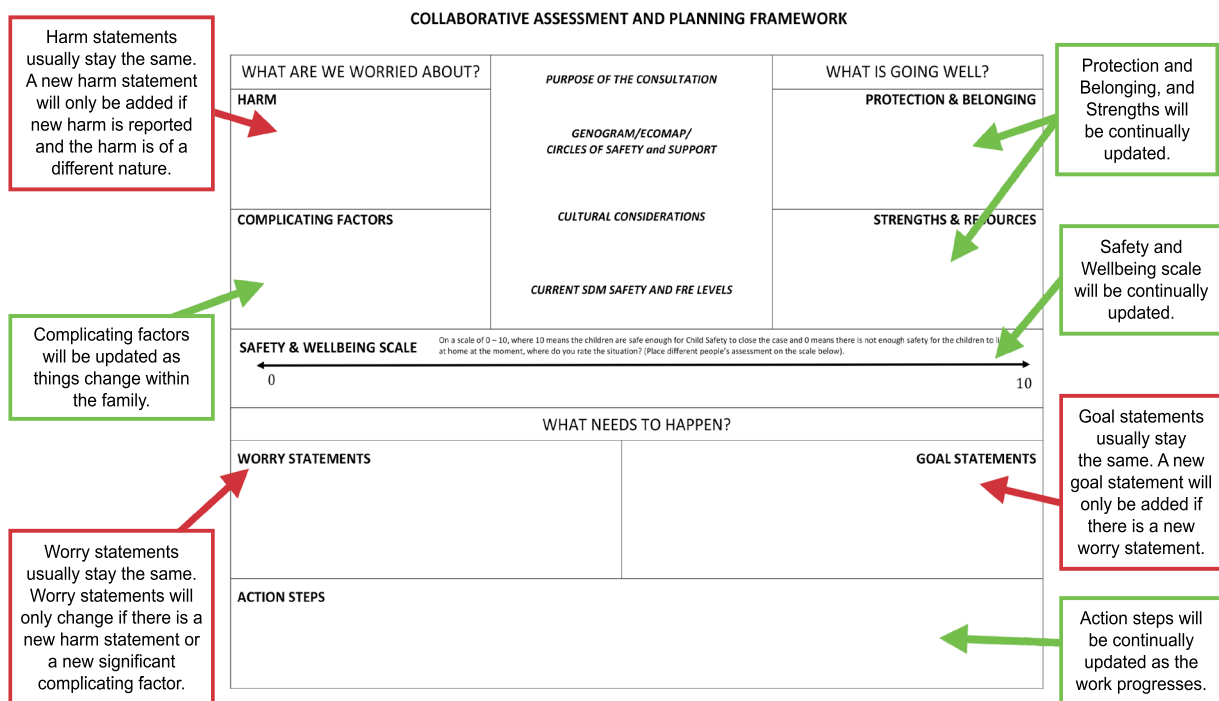 COLLABORATIVE ASSESSMENT AND PLANNING FRAMEWORK
Harm statements
usually stay the same.
A new harm statement
will only be added if
new harm is reported
and the harm is of a
different nature.
Complicating factors
will be updated as
things change within
the family.
Worry statements
usually stay the same.
Worry statements will
only change if there is a
new harm statement or
a new significant
complicating factor.
WHAT ARE WE WORRIED ABOUT?
HARM
COMPLICATING FACTORS
PURPOSE OF THE CONSULTATION
GENOGRAM/ECOMAP/
CIRCLES OF SAFETY and SUPPORT
CULTURAL CONSIDERATIONS
CURRENT SDM SAFETY AND FRE LEVELS
WHAT IS GOING WELL?
PROTECTION & BELONGING
STRENGTHS & RESOURCES
SAFETY & WELLBEING SCALE
On a scale of 0 – 10, where 10 means the children are safe enough for Child Safety to close the case and 0 means there is not enough safety for the children to
at home at the moment, where do you rate the situation? (Place different people's assessment on the scale below).
0
10
WHAT NEEDS TO HAPPEN?
WORRY STATEMENTS
GOAL STATEMENTS
ACTION STEPS
Protection and
Belonging, and
Strengths will
be continually
updated.
Safety and
Wellbeing scale
will be continually
updated.
Goal statements
usually stay
the same. A new
goal statement will
only be added if
there is a new
worry statement.
Action steps will
be continually
updated as the
work progresses.